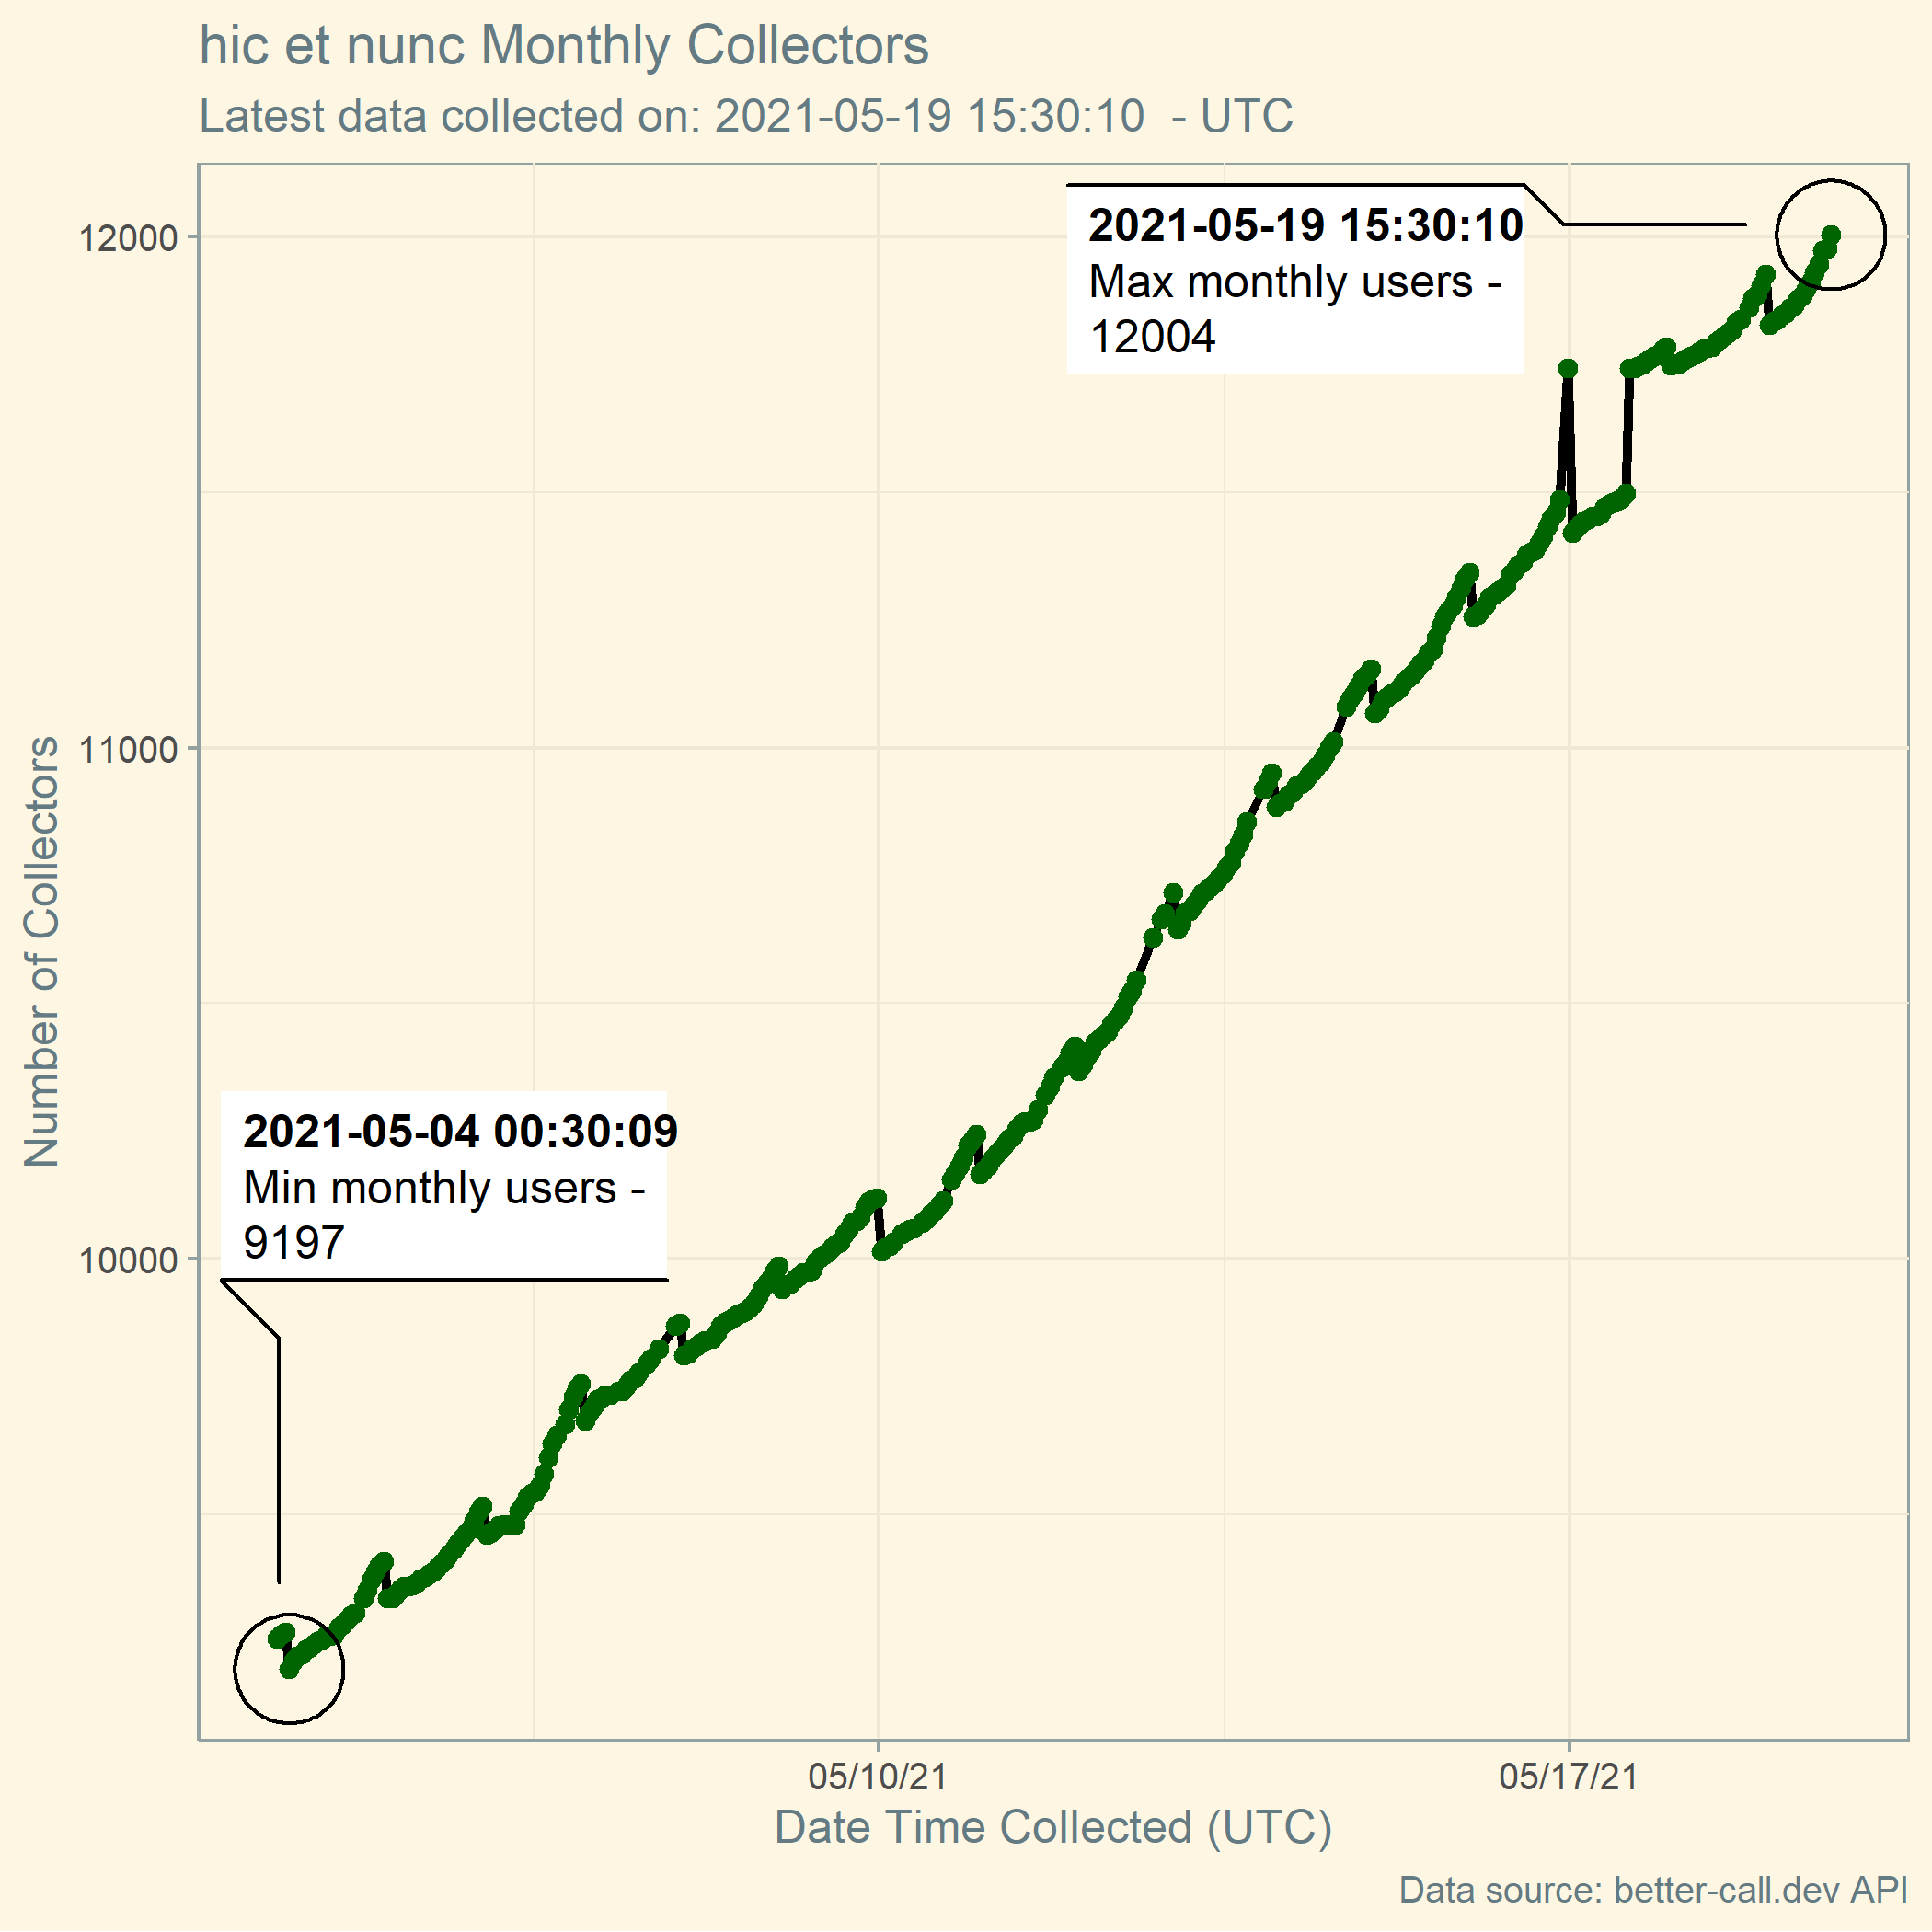 hic et nunc Monthly Collectors
Latest data collected on: 2021-05-19 15:30:10  - UTC
12000
11000
10000
Number of Collectors
2021-05-19 15:30:10
Max monthly users -
12004
2021-05-04 00:30:09
Min monthly users -
9197
05/10/21
05/17/21
Date Time Collected (UTC)
Data source: better-call.dev API